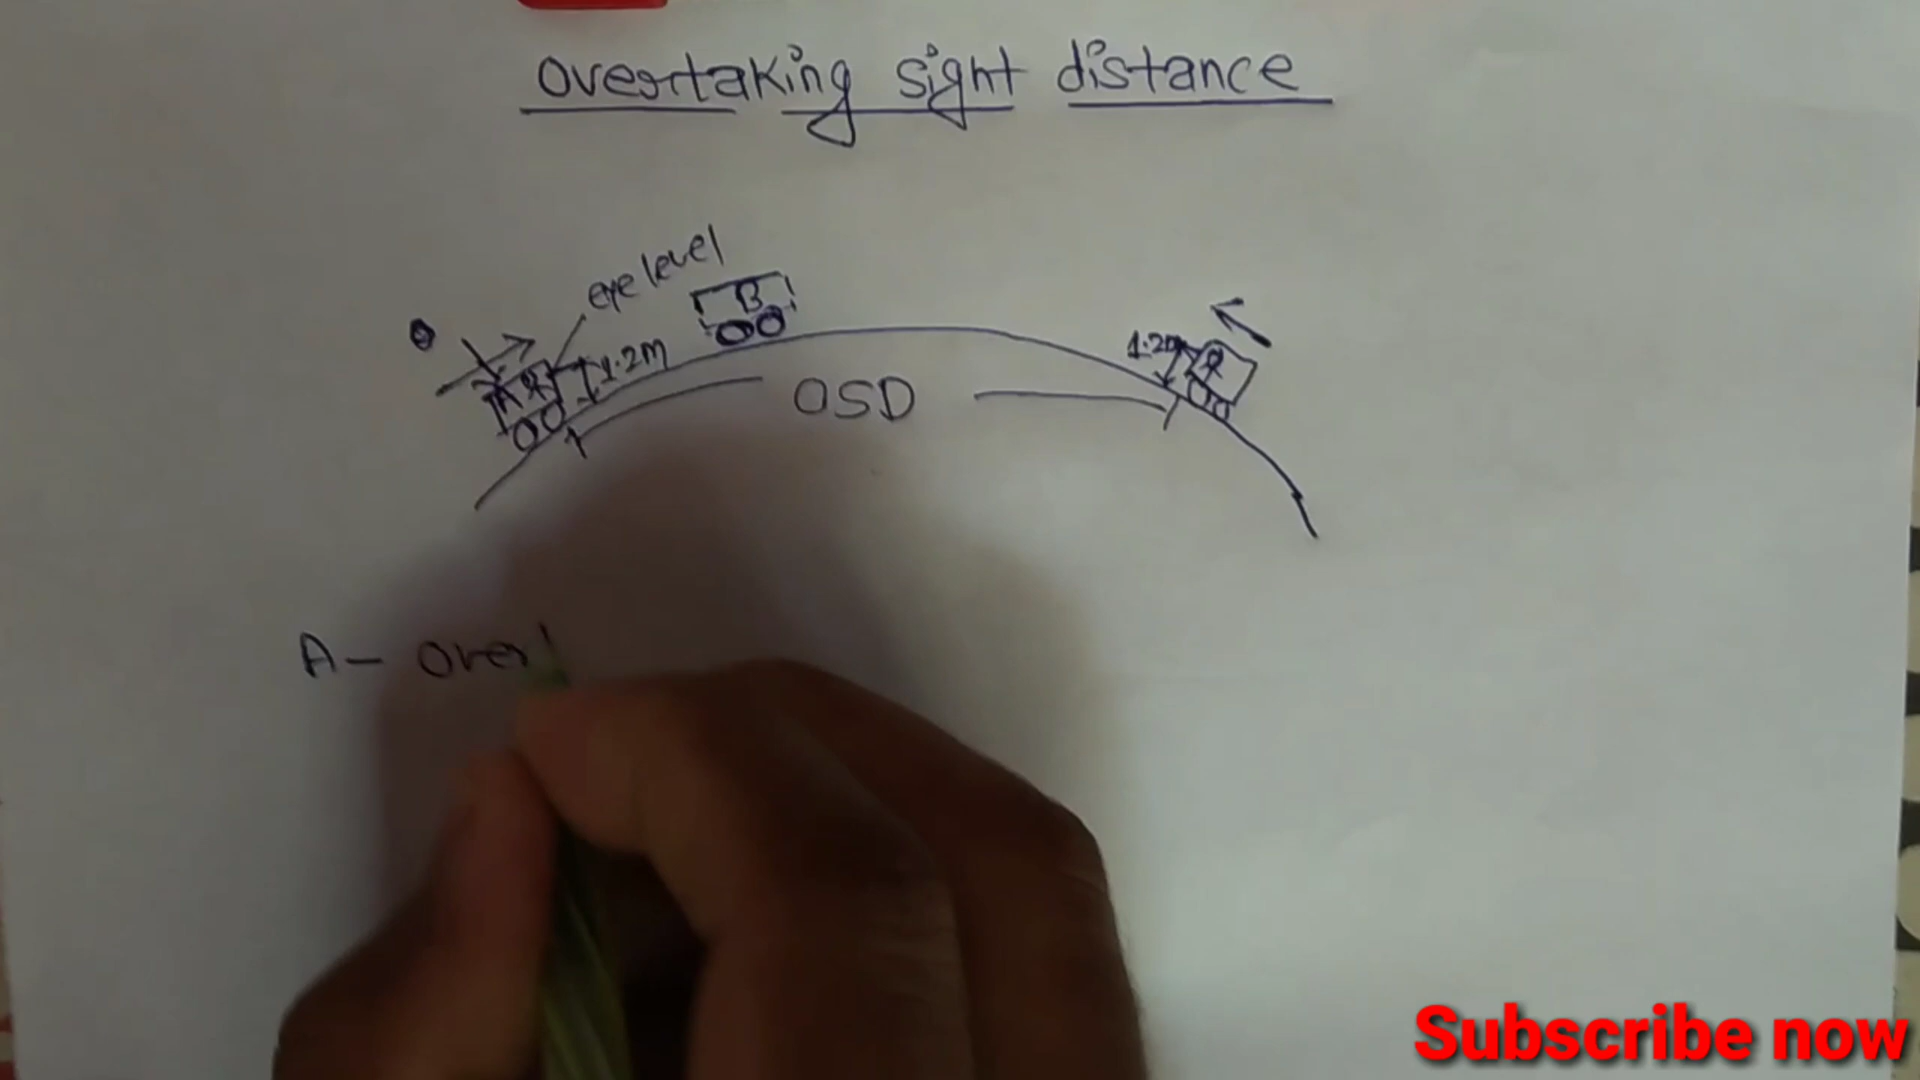 overtaking sight distance
eye level
B
1.2m
1.2m
A
OSD
A- over
Subscribe now